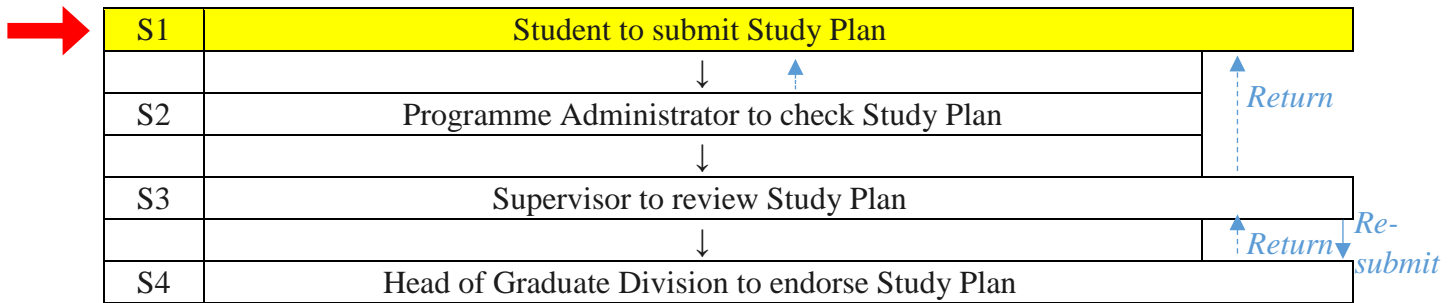 S1 Student to submit Study Plan
↓
S2 Programme Administrator to check Study Plan
Return
↓
S3 Supervisor to review Study Plan
↓
Return
Re-
submit
S4 Head of Graduate Division to endorse Study Plan